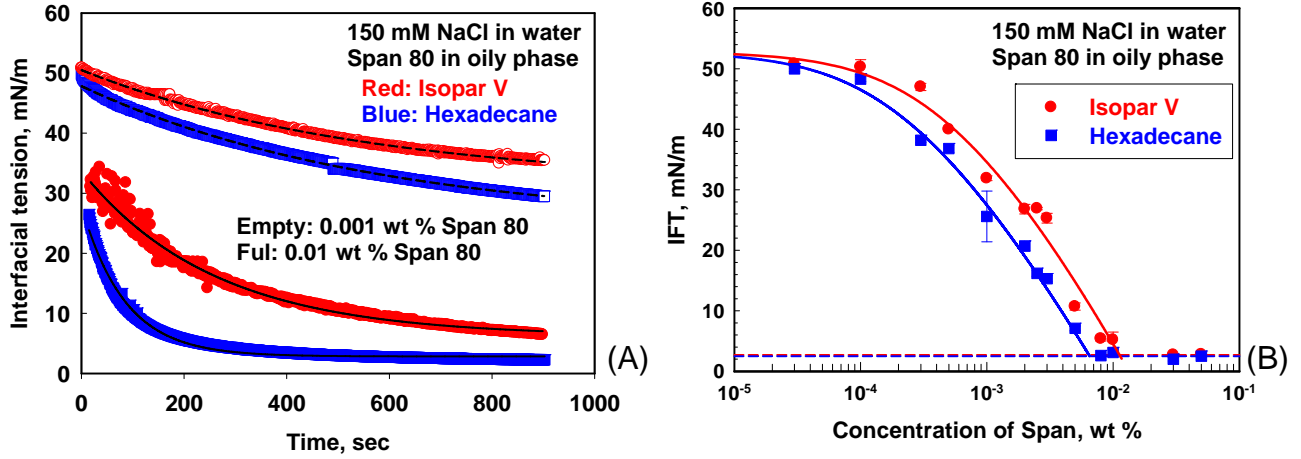 150 mM NaCl in water
Span 80 in oily phase
Red: Isopar V
Blue: Hexadecane
Empty: 0.001 wt % Span 80
Ful: 0.01 wt % Span 80
Interfacial tension, mN/m
60
50
40
30
20
10
0
0 200 400 600 800 1000
Time, sec
(A)
150 mM NaCl in water
Span 80 in oily phase
Isopar V
Hexadecane
IFT, mN/m
60
50
40
30
20
10
0
10⁻⁵ 10⁻⁴ 10⁻³ 10⁻² 10⁻¹
Concentration of Span, wt %
(B)